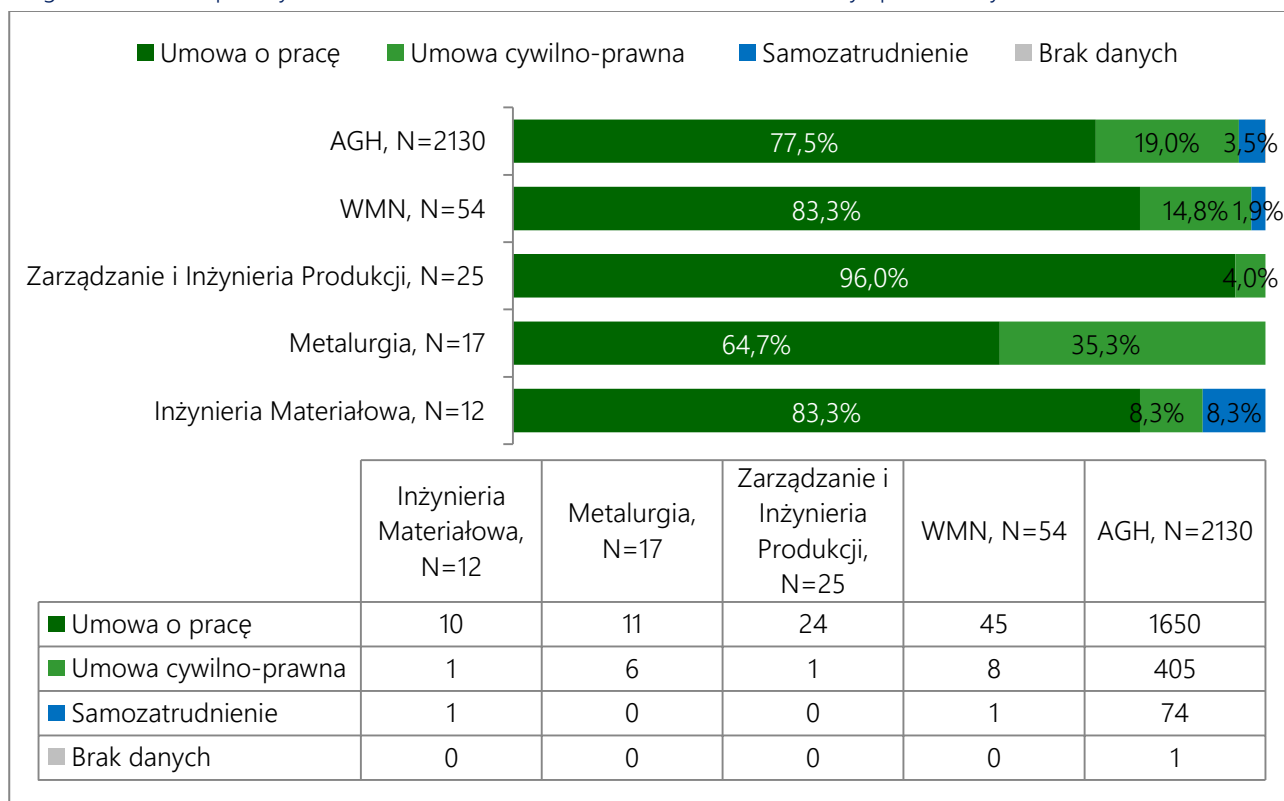 Umowa o pracę Umowa cywilno-prawna Samozatrudnienie Brak danych
AGH, N=2130 77,5% 19,0% 3,5%
WMN, N=54 83,3% 14,8% 1,9%
Zarządzanie i Inżynieria Produkcji, N=25 96,0% 4,0%
Metalurgia, N=17 64,7% 35,3%
Inżynieria Materiałowa, N=12 83,3% 8,3% 8,3%
Inżynieria
Materiałowa,
N=12
Metalurgia,
N=17
Zarządzanie i
Inżynieria
Produkcji,
N=25
WMN, N=54
AGH, N=2130
Umowa o pracę 10 11 24 45 1650
Umowa cywilno-prawna 1 6 1 8 405
Samozatrudnienie 1 0 0 1 74
Brak danych 0 0 0 0 1